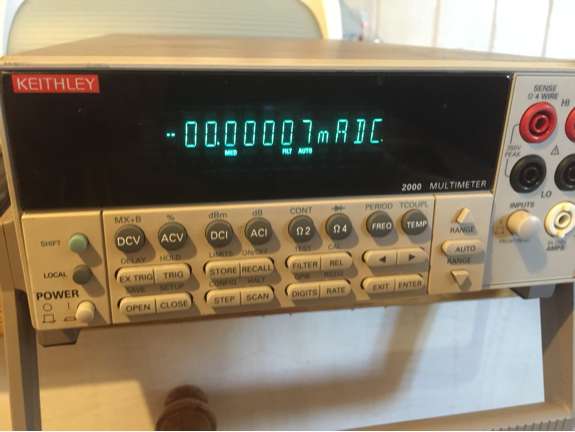 KEITHLEY
-00.00007mADC
MED FILT AUTO
2000 MULTIMETER
SENSE
Ω 4 WIRE
HI
350V
PEAK
LO
INPUTS
AMPS
MX+B % dBm dB CONT PERIOD TCOUPL
SHIFT
DCV ACV DCI ACI Ω2 Ω4 FREQ TEMP
RANGE
AUTO
RANGE
DELAY HOLD LIMITS ON/OFF TEST CAL
LOCAL
EX TRIG TRIG STORE RECALL FILTER REL
SAVE SETUP CONFIG HALT
POWER
OPEN CLOSE STEP SCAN DIGITS RATE EXIT ENTER